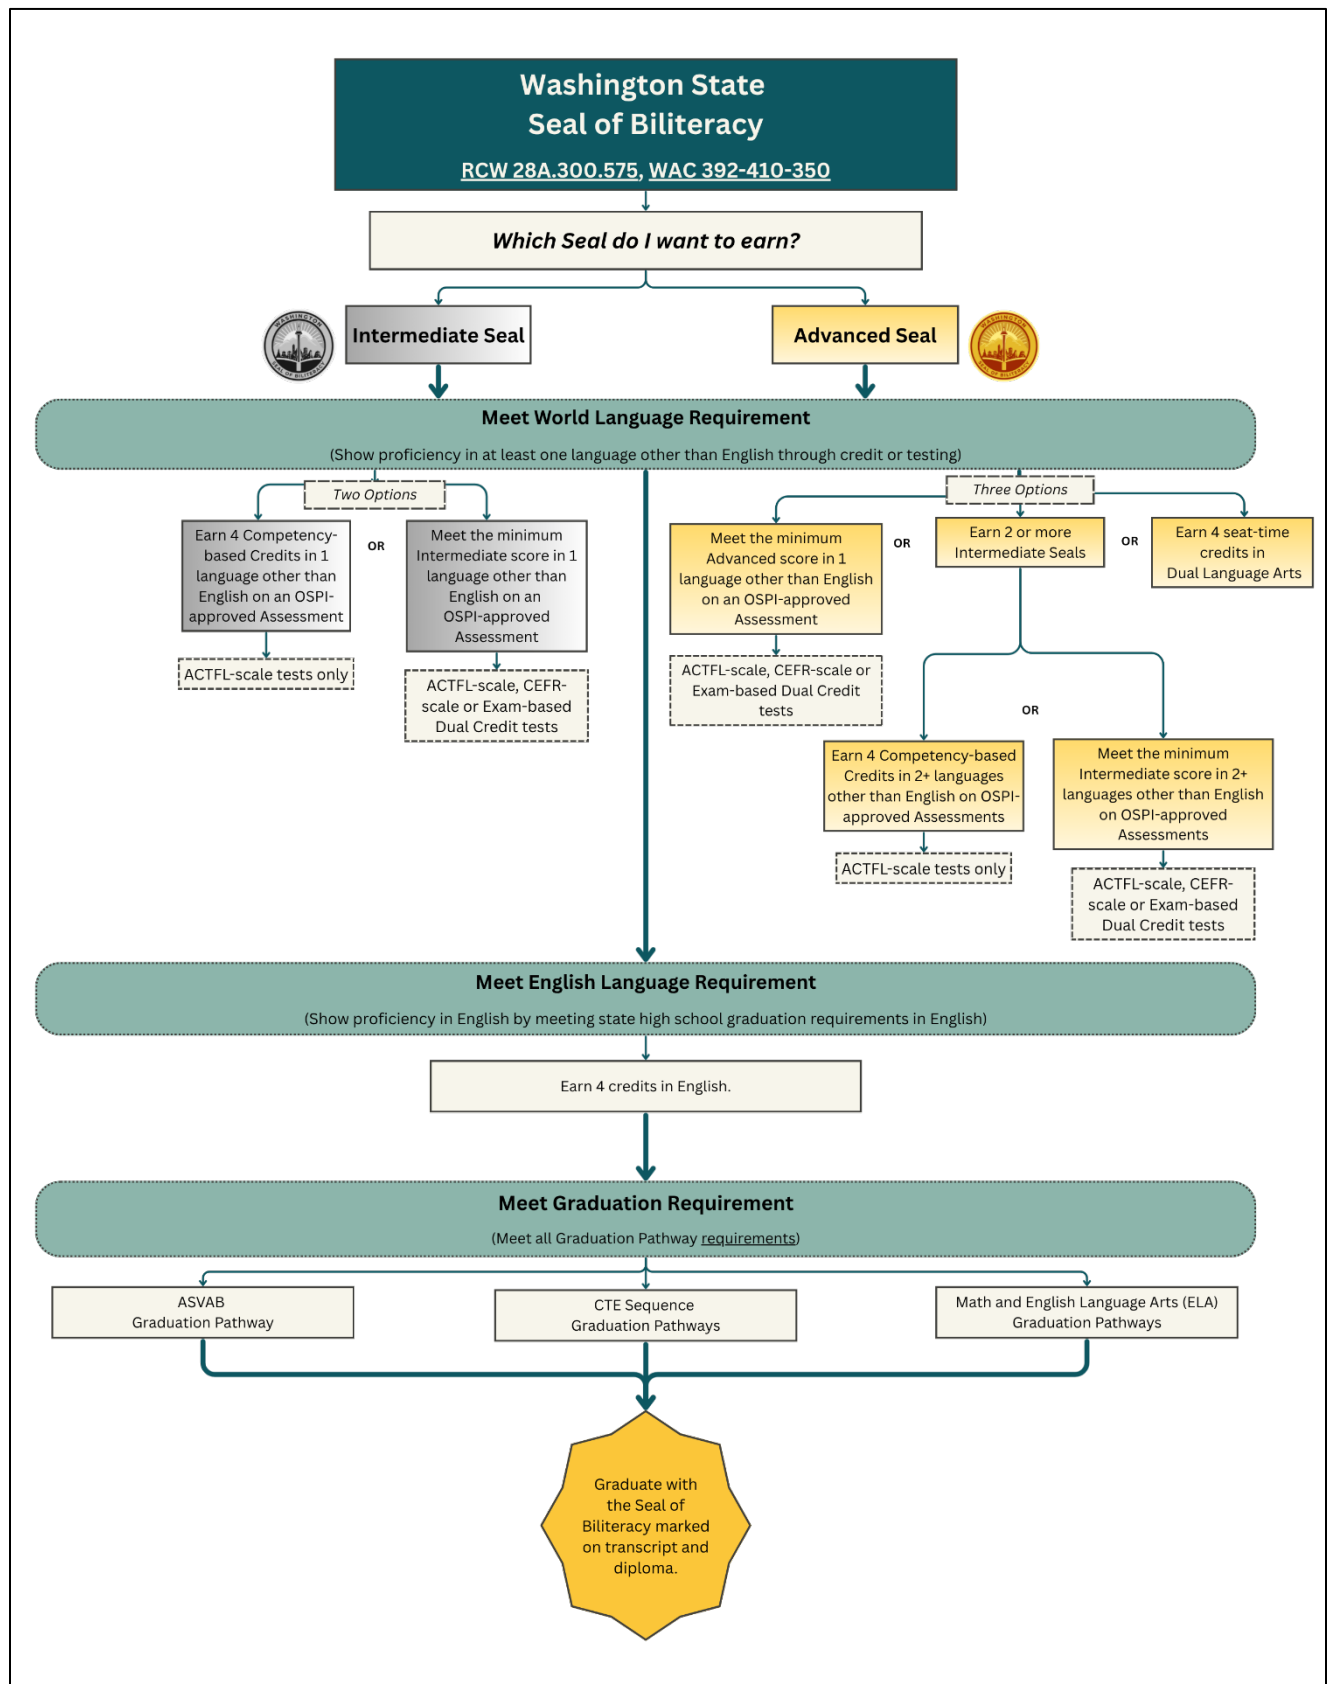 Washington State
Seal of Biliteracy
RCW 28A.300.575, WAC 392-410-350
Which Seal do I want to earn?
WASHINGTON
SEAL OF BILITERACY
Intermediate Seal
Advanced Seal
WASHINGTON
SEAL OF BILITERACY
Meet World Language Requirement
(Show proficiency in at least one language other than English through credit or testing)
Two Options
Earn 4 Competency-
based Credits in 1
language other than
English on an OSPI-
approved Assessment
OR
Meet the minimum
Intermediate score in 1
language other than
English on an
OSPI-approved
Assessment
ACTFL-scale tests only
ACTFL-scale, CEFR-
scale or Exam-based
Dual Credit tests
Three Options
Meet the minimum
Advanced score in 1
language other than English
on an OSPI-approved
Assessment
OR
Earn 2 or more
Intermediate Seals
OR
Earn 4 seat-time
credits in
Dual Language Arts
ACTFL-scale, CEFR-scale or
Exam-based Dual Credit
tests
OR
Earn 4 Competency-based
Credits in 2+ languages
other than English on OSPI-
approved Assessments
Meet the minimum
Intermediate score in 2+
languages other than English
on OSPI-approved
Assessments
ACTFL-scale tests only
ACTFL-scale, CEFR-
scale or Exam-based
Dual Credit tests
Meet English Language Requirement
(Show proficiency in English by meeting state high school graduation requirements in English)
Earn 4 credits in English.
Meet Graduation Requirement
(Meet all Graduation Pathway requirements)
ASVAB
Graduation Pathway
CTE Sequence
Graduation Pathways
Math and English Language Arts (ELA)
Graduation Pathways
Graduate with
the Seal of
Biliteracy marked
on transcript and
diploma.